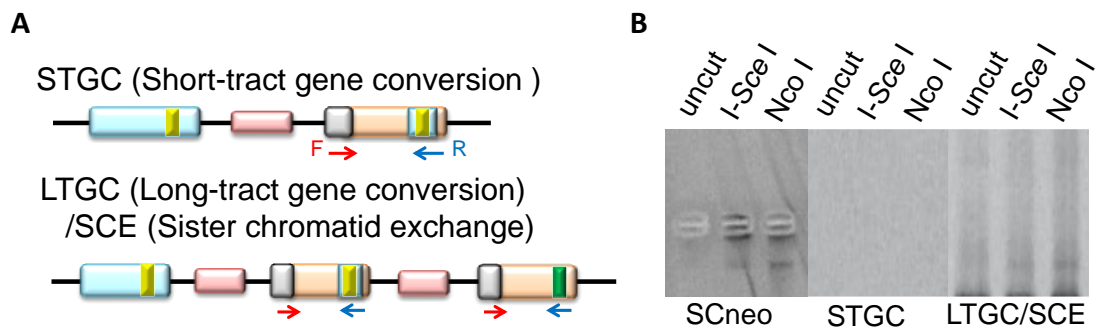 A
STGC (Short-tract gene conversion )
F
R
LTGC (Long-tract gene conversion)
/SCE (Sister chromatid exchange)
B
uncut I-Sce I Nco I uncut I-Sce I Nco I uncut I-Sce I Nco I
SCneo STGC LTGC/SCE